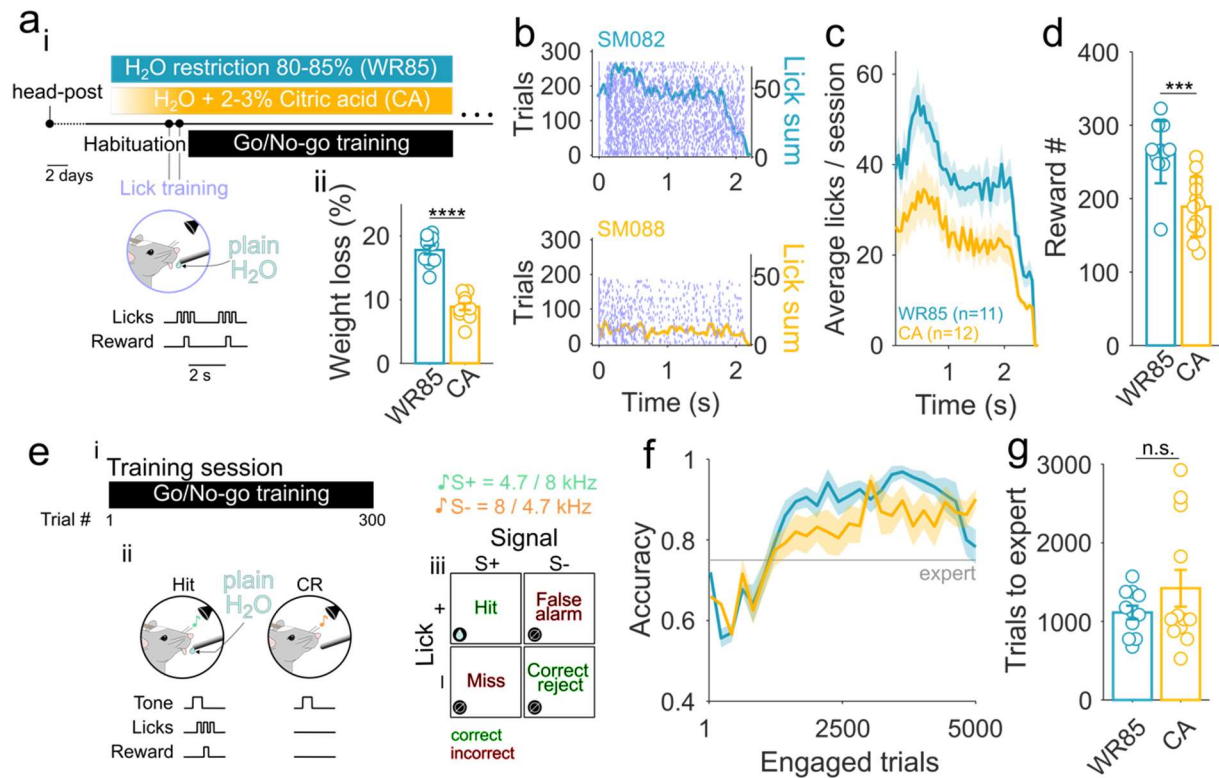 a
i
H₂O restriction 80-85% (WR85)
head-post
H₂O + 2-3% Citric acid (CA)
Habituation
Go/No-go training
2 days
Lick training
plain
H₂O
Licks
Reward
2 s
ii
Weight loss (%)
****
20
10
0
WR85
CA
b
SM082
Trials
300
200
100
0
50
0
Lick sum
0
1
2
SM088
Trials
300
200
100
0
50
0
Lick sum
0
1
2
Time (s)
c
Average licks / session
60
40
20
0
WR85 (n=11)
CA (n=12)
1
2
Time (s)
d
Reward #
***
400
300
200
100
0
WR85
CA
e
i
Training session
Go/No-go training
Trial #
1
300
ii
Hit
plain
H₂O
CR
Tone
Licks
Reward
♪S+ = 4.7 / 8 kHz
♪S- = 8 / 4.7 kHz
Signal
iii
S+
S-
Lick
+
Hit
False
alarm
–
Miss
Correct
reject
correct
incorrect
f
Accuracy
1
0.8
0.6
0.4
expert
1
2500
5000
Engaged trials
g
n.s.
Trials to expert
3000
2000
1000
0
WR85
CA